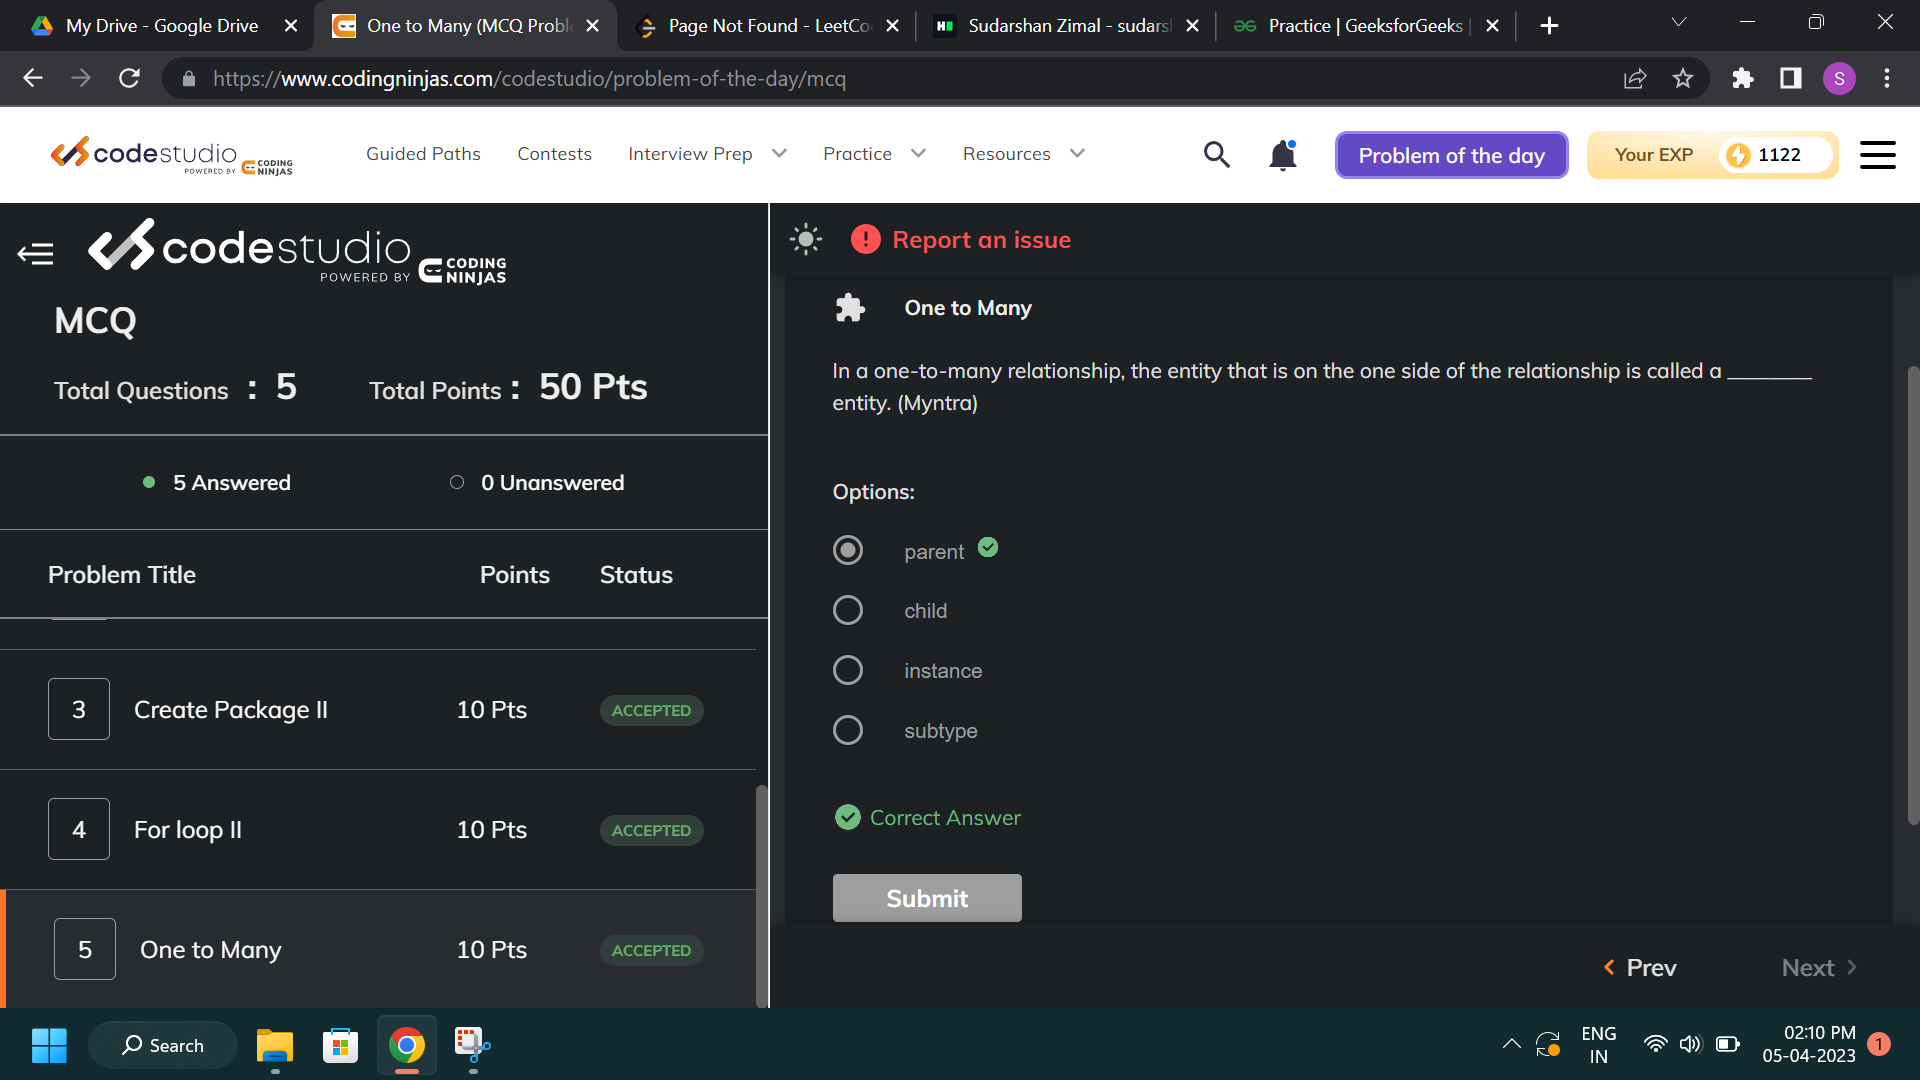 My Drive - Google Drive
One to Many (MCQ Proble
Page Not Found - LeetCo
Sudarshan Zimal - sudars
Practice | GeeksforGeeks |
https://www.codingninjas.com/codestudio/problem-of-the-day/mcq
S
codestudio
POWERED BY CODING NINJAS
Guided Paths
Contests
Interview Prep
Practice
Resources
Problem of the day
Your EXP
1122
codestudio
POWERED BY CODING NINJAS
MCQ
Total Questions : 5
Total Points : 50 Pts
5 Answered
0 Unanswered
Problem Title
Points
Status
3 Create Package II 10 Pts ACCEPTED
4 For loop II 10 Pts ACCEPTED
5 One to Many 10 Pts ACCEPTED
Report an issue
One to Many
In a one-to-many relationship, the entity that is on the one side of the relationship is called a ________
entity. (Myntra)
Options:
parent
child
instance
subtype
Correct Answer
Submit
Prev
Next
Search
ENG
IN
02:10 PM
05-04-2023
1